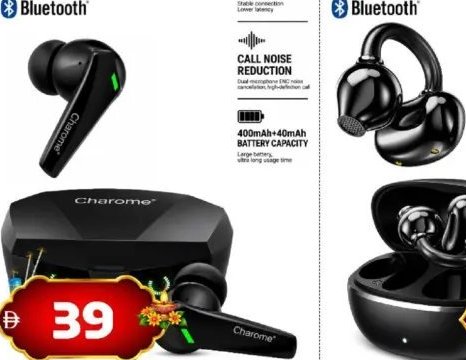 Bluetooth®
Charome®
Charome®
39
Charome®
Stable connection
Lower latency
CALL NOISE
REDUCTION
Dual-microphone ENC noise
cancellation, high-definition call
400mAh+40mAh
BATTERY CAPACITY
Large battery,
ultra long usage time
Bluetooth®